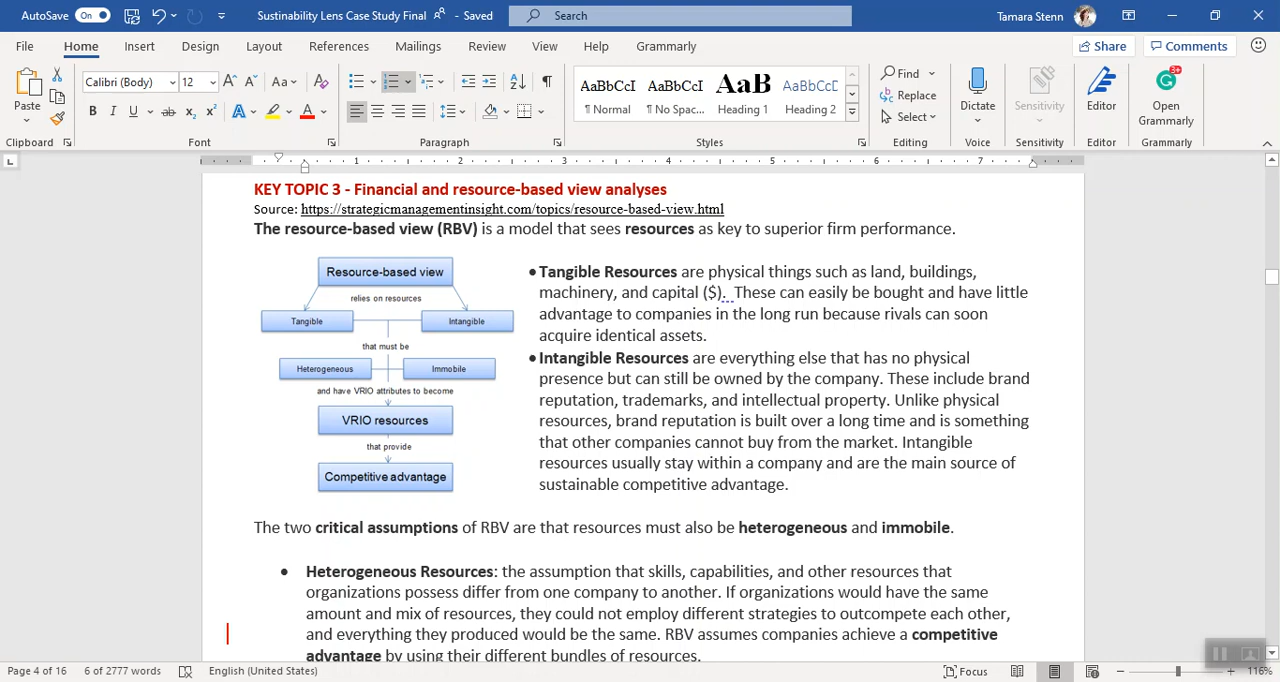 AutoSave On Sustinability Lens Case Study Final - Saved Search Tamara Stenn
File Home Insert Design Layout References Mailings Review View Help Grammarly Share Comments
Paste
Calibri (Body) 12 Aa
B I U ab x2 x2 A A
AaBbCcI AaBbCcI AaB AaBbCcD
¶ Normal ¶ No Spac... Heading 1 Heading 2
Find
Replace
Select
Dictate Sensitivity Editor Open Grammarly
Clipboard Font Paragraph Styles Editing Voice Sensitivity Editor Grammarly
1 2 3 4 5 6 7
KEY TOPIC 3 - Financial and resource-based view analyses
Source: https://strategicmanagementinsight.com/topics/resource-based-view.html
The resource-based view (RBV) is a model that sees resources as key to superior firm performance.
Resource-based view
relies on resources
Tangible Intangible
that must be
Heterogeneous Immobile
and have VRIO attributes to become
VRIO resources
that provide
Competitive advantage
• Tangible Resources are physical things such as land, buildings,
machinery, and capital ($). These can easily be bought and have little
advantage to companies in the long run because rivals can soon
acquire identical assets.
• Intangible Resources are everything else that has no physical
presence but can still be owned by the company. These include brand
reputation, trademarks, and intellectual property. Unlike physical
resources, brand reputation is built over a long time and is something
that other companies cannot buy from the market. Intangible
resources usually stay within a company and are the main source of
sustainable competitive advantage.
The two critical assumptions of RBV are that resources must also be heterogeneous and immobile.
• Heterogeneous Resources: the assumption that skills, capabilities, and other resources that
organizations possess differ from one company to another. If organizations would have the same
amount and mix of resources, they could not employ different strategies to outcompete each other,
and everything they produced would be the same. RBV assumes companies achieve a competitive
advantage by using their different bundles of resources.
Page 4 of 16 6 of 2777 words English (United States) Focus 116%